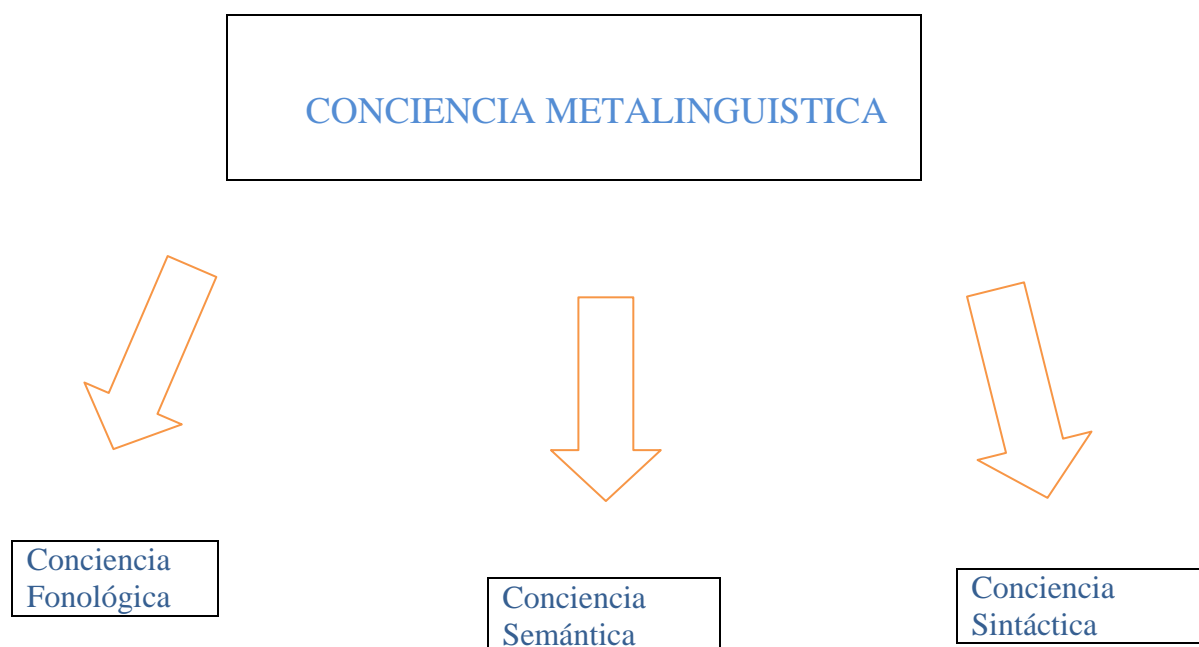 CONCIENCIA METALINGUISTICA
Conciencia
Fonológica
Conciencia
Semántica
Conciencia
Sintáctica